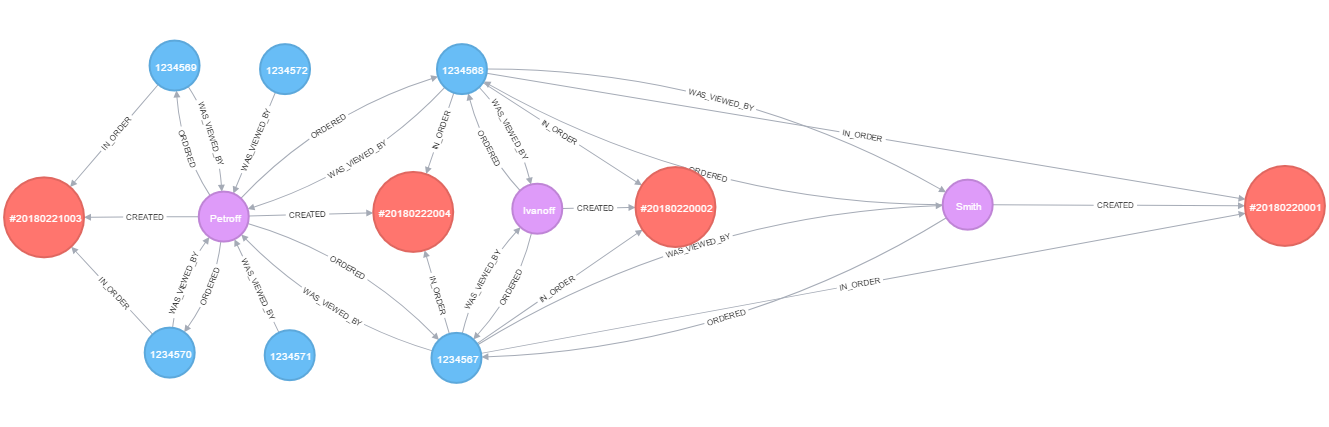 1234569
1234572
1234568
WAS_VIEWED_BY
IN_ORDER
ORDERED
WAS_VIEWED_BY
WAS_VIEWED_BY
ORDERED
WAS_VIEWED_BY
IN_ORDER
ORDERED
WAS_VIEWED_BY
IN_ORDER
IN_ORDER
ORDERED
#20180221003
CREATED
Petroff
CREATED
#20180222004
Ivanoff
CREATED
#20180220002
Smith
CREATED
#20180220001
WAS_VIEWED_BY
IN_ORDER
WAS_VIEWED_BY
ORDERED
WAS_VIEWED_BY
ORDERED
WAS_VIEWED_BY
IN_ORDER
WAS_VIEWED_BY
ORDERED
IN_ORDER
IN_ORDER
ORDERED
1234570
1234571
1234567